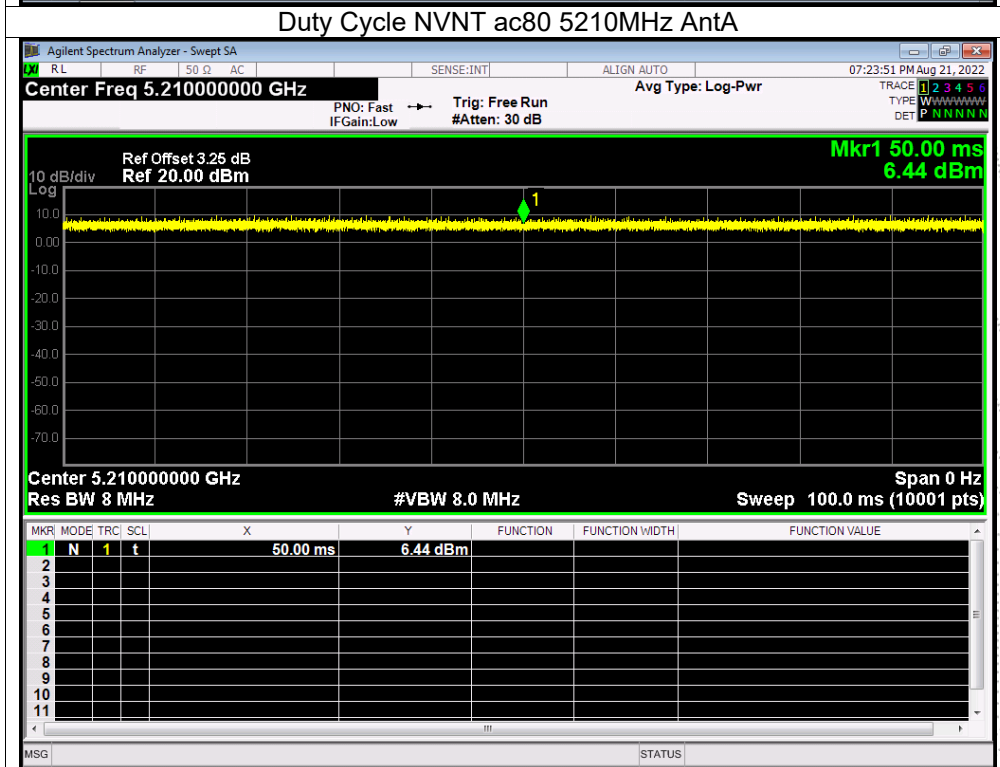 Duty Cycle NVNT ac80 5210MHz AntA
Agilent Spectrum Analyzer - Swept SA
LXI RL RF 50 Ω AC SENSE:INT ALIGN AUTO 07:23:51 PM Aug 21, 2022
Center Freq 5.210000000 GHz Avg Type: Log-Pwr TRACE 1 2 3 4 5 6
PNO: Fast Trig: Free Run TYPE WWWWWW
IFGain:Low #Atten: 30 dB DET P N N N N N
Mkr1 50.00 ms
6.44 dBm
Ref Offset 3.25 dB
10 dB/div Ref 20.00 dBm
Log
1
10.0
0.00
-10.0
-20.0
-30.0
-40.0
-50.0
-60.0
-70.0
Center 5.210000000 GHz Span 0 Hz
Res BW 8 MHz #VBW 8.0 MHz Sweep 100.0 ms (10001 pts)
MKR MODE TRC SCL X Y FUNCTION FUNCTION WIDTH FUNCTION VALUE
1 N 1 t 50.00 ms 6.44 dBm
2
3
4
5
6
7
8
9
10
11
MSG STATUS